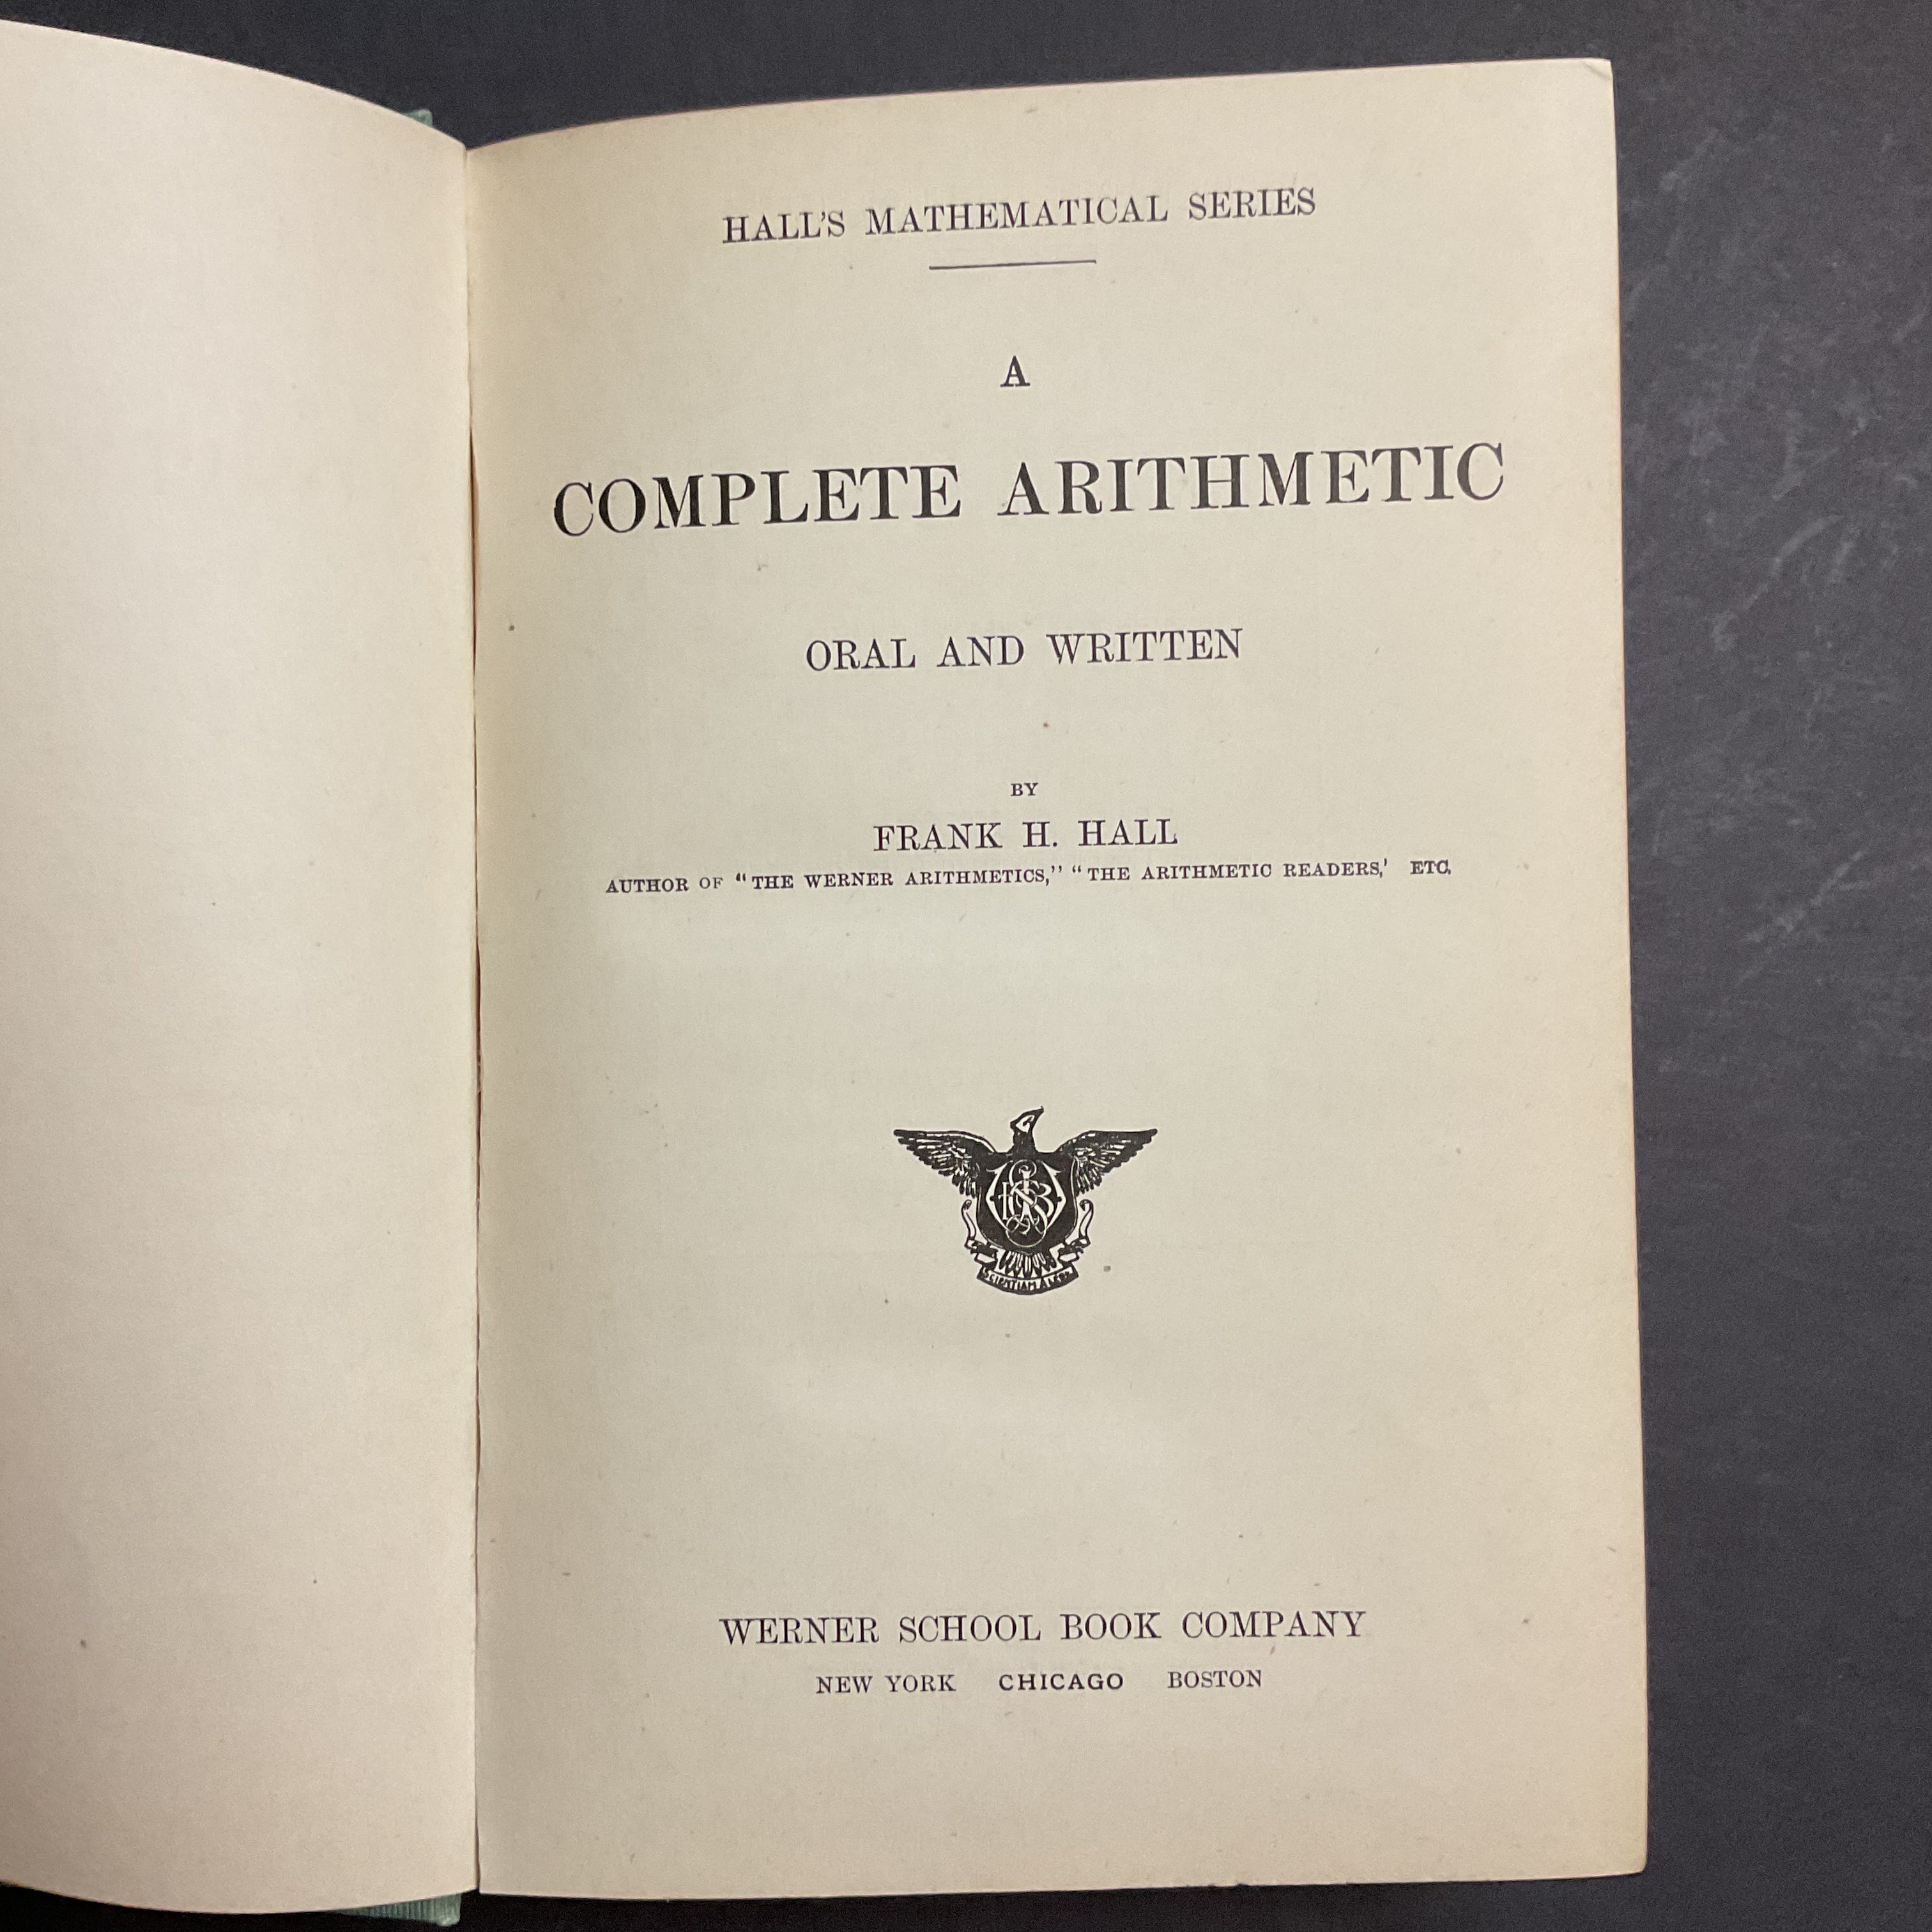 HALL'S MATHEMATICAL SERIES
A
COMPLETE ARITHMETIC
ORAL AND WRITTEN
BY
FRANK H. HALL
AUTHOR OF "THE WERNER ARITHMETICS," "THE ARITHMETIC READERS,' ETC.
WERNER SCHOOL BOOK COMPANY
NEW YORK CHICAGO BOSTON